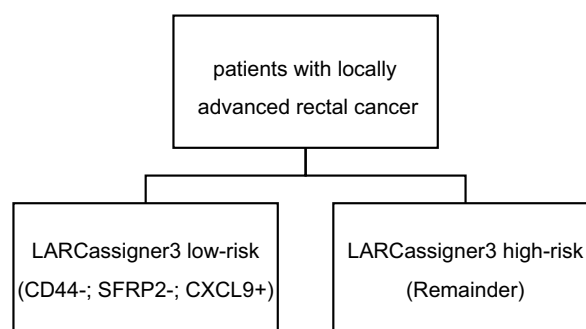 patients with locally
advanced rectal cancer
LARCassigner3 low-risk
(CD44-; SFRP2-; CXCL9+)
LARCassigner3 high-risk
(Remainder)